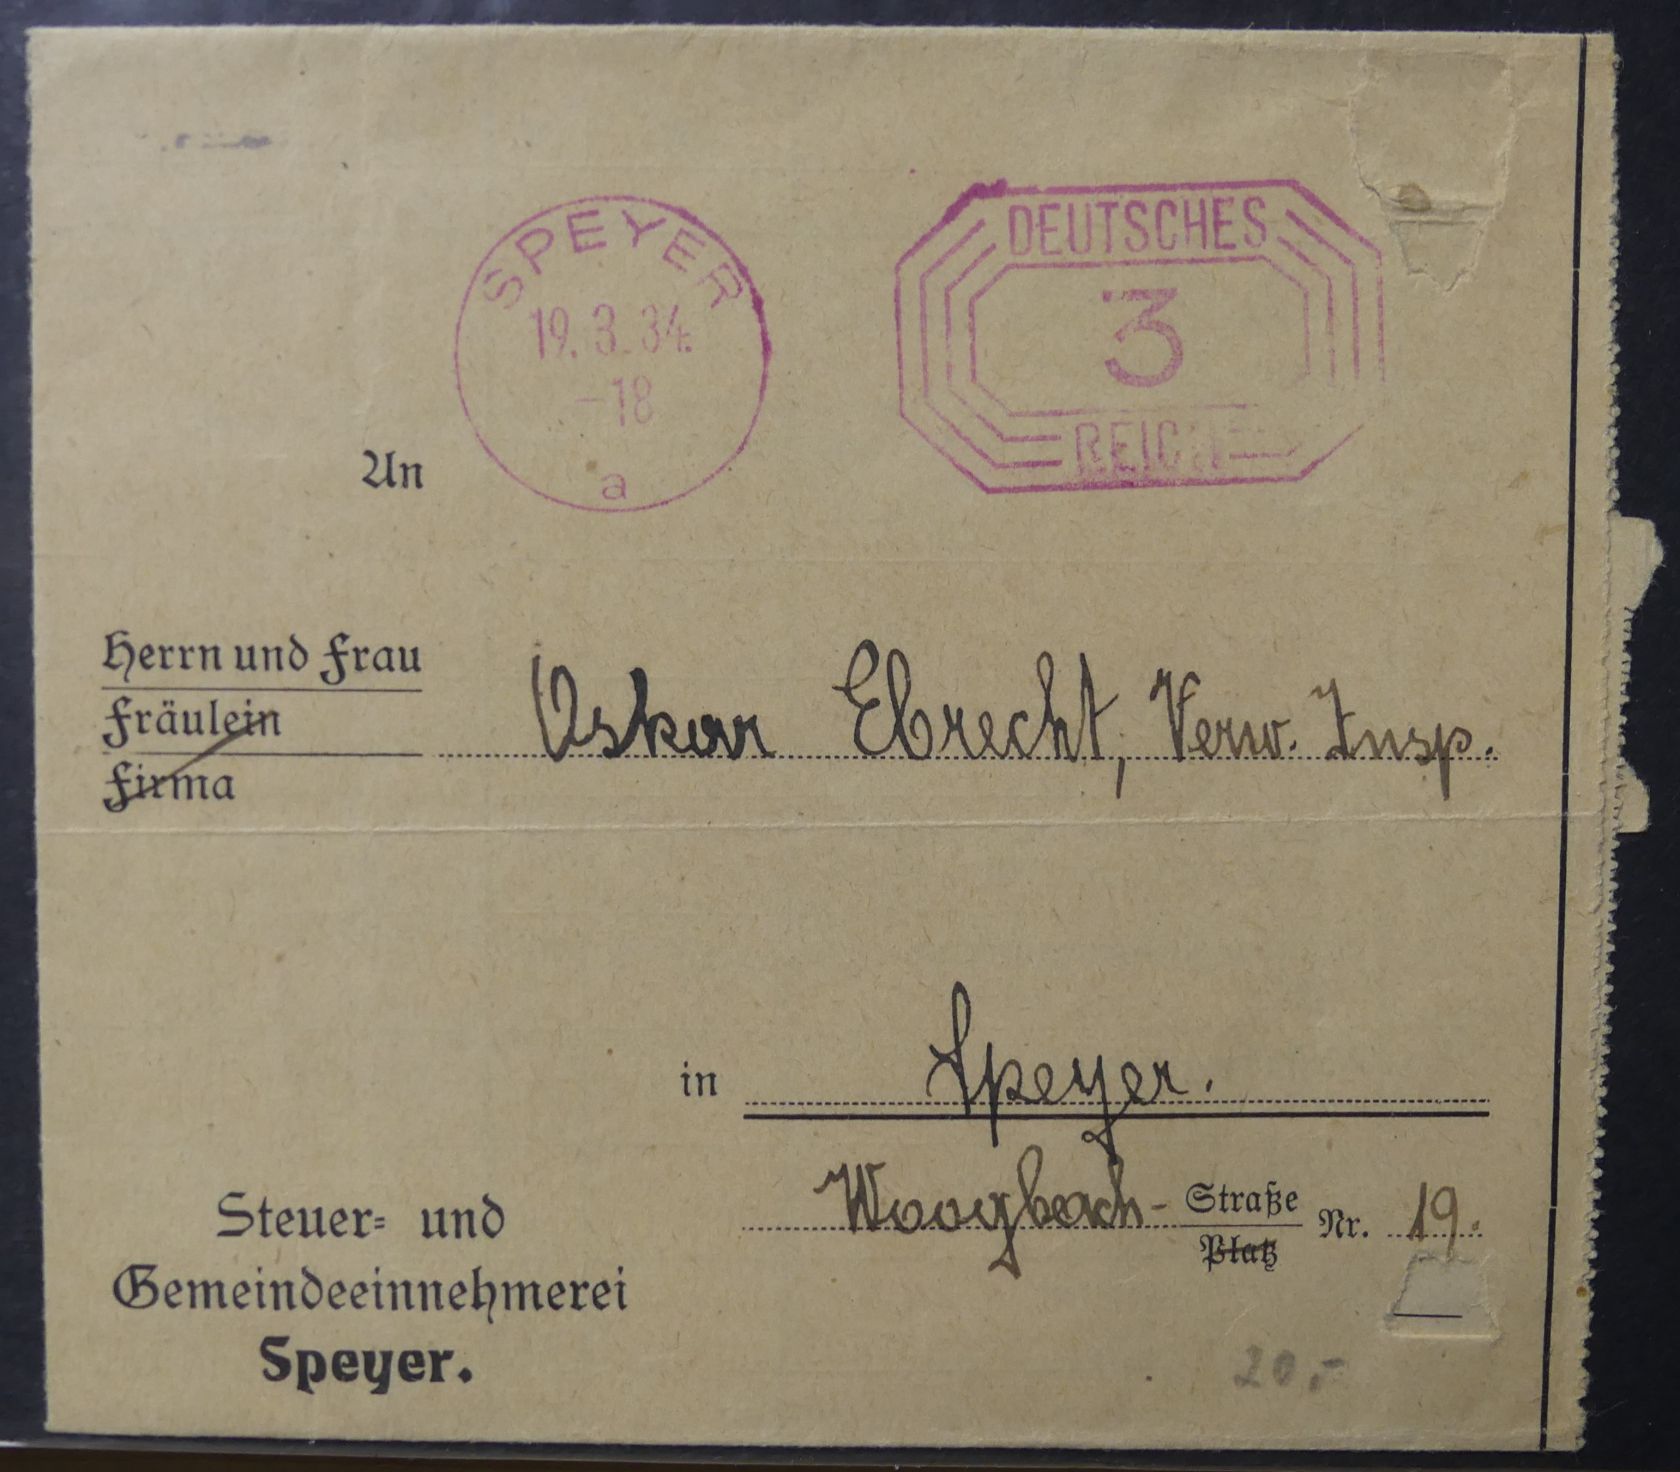 SPEYER
19.3.34.
-18
a
DEUTSCHES
3
REICH
An
Herrn und Frau
Fräulein
Firma
Oskar Ebrecht, Verw. Insp.
in Speyer.
Woogbach- Straße Nr. 19.
Platz
Steuer- und
Gemeindeeinnehmerei
Speyer.
20,-